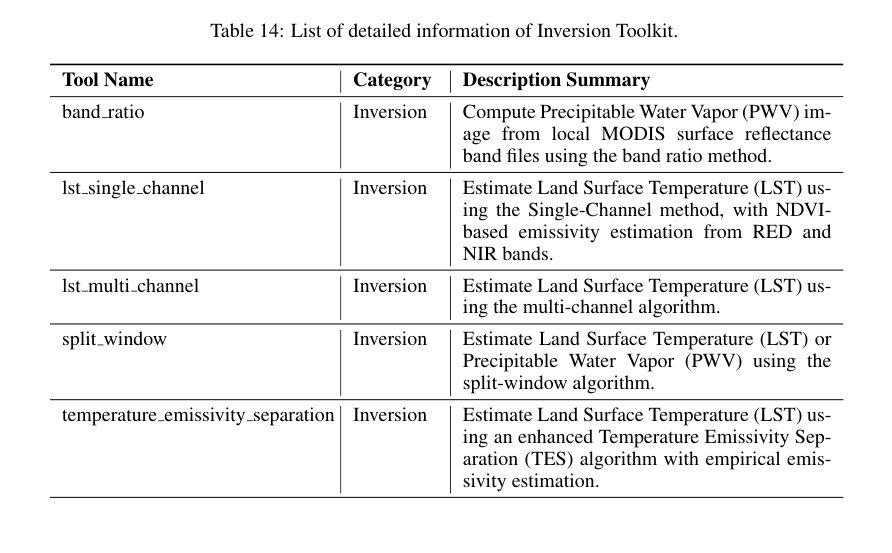 Table 14: List of detailed information of Inversion Toolkit.
Tool Name Category Description Summary
band_ratio Inversion Compute Precipitable Water Vapor (PWV) im-
age from local MODIS surface reflectance
band files using the band ratio method.
lst_single_channel Inversion Estimate Land Surface Temperature (LST) us-
ing the Single-Channel method, with NDVI-
based emissivity estimation from RED and
NIR bands.
lst_multi_channel Inversion Estimate Land Surface Temperature (LST) us-
ing the multi-channel algorithm.
split_window Inversion Estimate Land Surface Temperature (LST) or
Precipitable Water Vapor (PWV) using the
split-window algorithm.
temperature_emissivity_separation Inversion Estimate Land Surface Temperature (LST) us-
ing an enhanced Temperature Emissivity Sep-
aration (TES) algorithm with empirical emis-
sivity estimation.